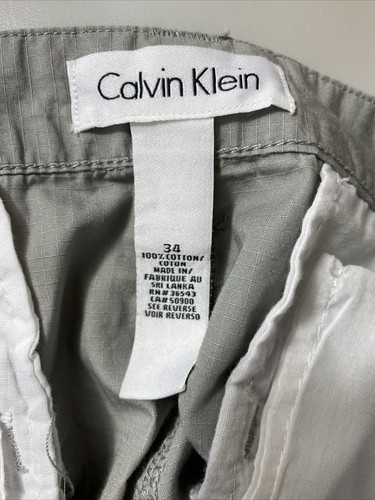 Calvin Klein
34
100% COTTON/
COTON
MADE IN/
FABRIQUE AU
SRI LANKA
RN# 36543
CA# 50900
SEE REVERSE
VOIR REVERSO